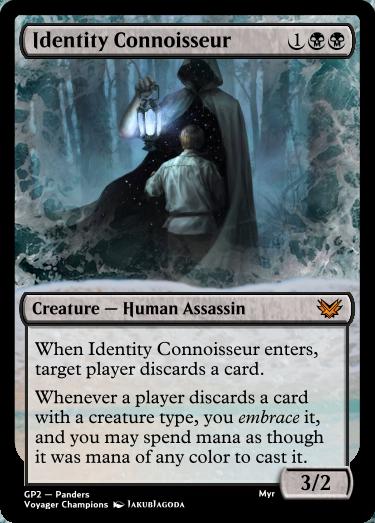 Identity Connoisseur 1
Creature — Human Assassin
When Identity Connoisseur enters,
target player discards a card.
Whenever a player discards a card
with a creature type, you embrace it,
and you may spend mana as though
it was mana of any color to cast it.
3/2
GP2 — Panders Myr
Voyager Champions JakubJagoda